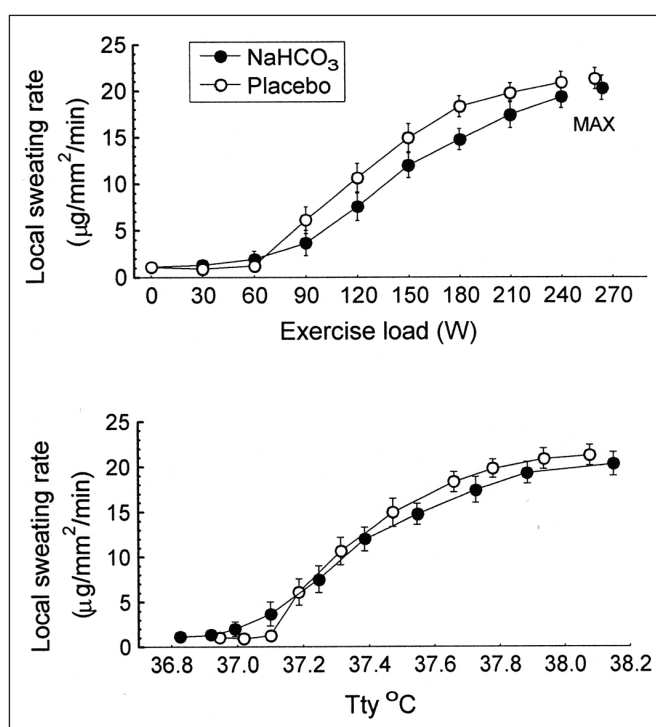 NaHCO₃
Placebo
Local sweating rate
(µg/mm²/min)
25
20
15
10
5
0
MAX
0 30 60 90 120 150 180 210 240 270
Exercise load (W)
Local sweating rate
(µg/mm²/min)
25
20
15
10
5
0
36.8 37.0 37.2 37.4 37.6 37.8 38.0 38.2
Tty °C